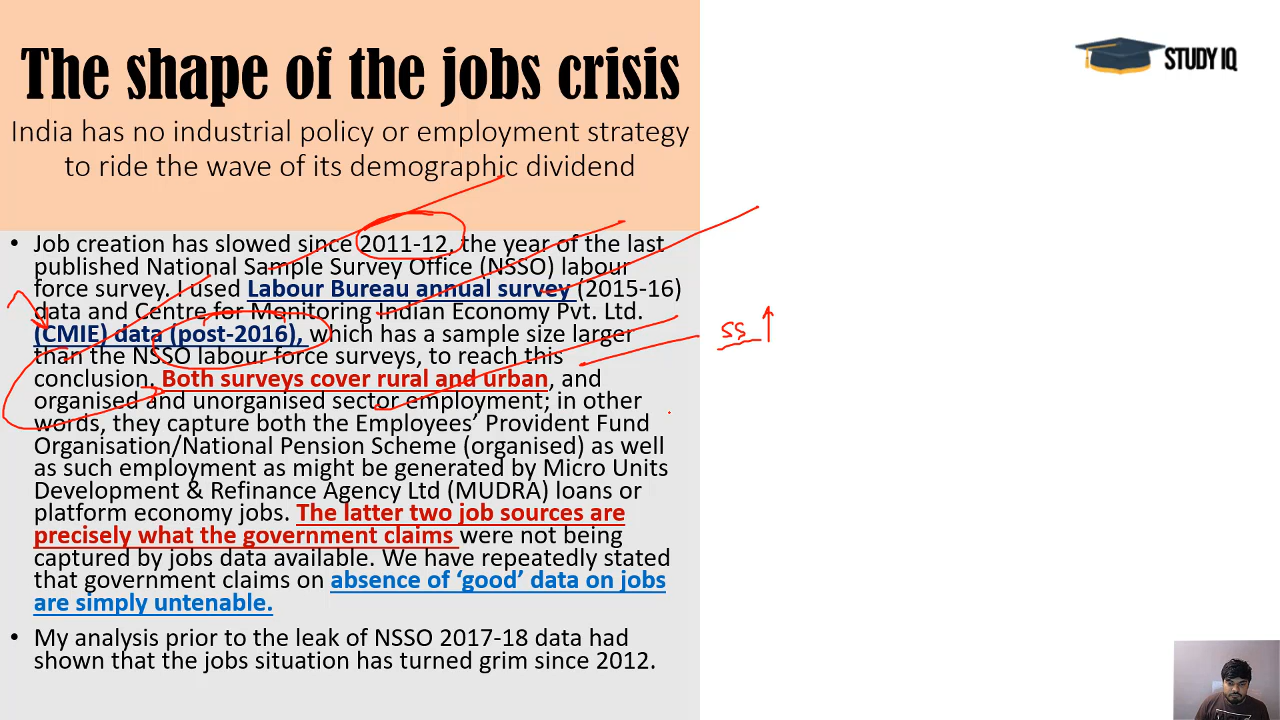 The shape of the jobs crisis
India has no industrial policy or employment strategy
to ride the wave of its demographic dividend
STUDY IQ
• Job creation has slowed since 2011-12, the year of the last
published National Sample Survey Office (NSSO) labour
force survey. I used Labour Bureau annual survey (2015-16)
data and Centre for Monitoring Indian Economy Pvt. Ltd.
(CMIE) data (post-2016), which has a sample size larger
than the NSSO labour force surveys, to reach this
conclusion. Both surveys cover rural and urban, and
organised and unorganised sector employment; in other
words, they capture both the Employees’ Provident Fund
Organisation/National Pension Scheme (organised) as well
as such employment as might be generated by Micro Units
Development & Refinance Agency Ltd (MUDRA) loans or
platform economy jobs. The latter two job sources are
precisely what the government claims were not being
captured by jobs data available. We have repeatedly stated
that government claims on absence of ‘good’ data on jobs
are simply untenable.
• My analysis prior to the leak of NSSO 2017-18 data had
shown that the jobs situation has turned grim since 2012.
ss ↑